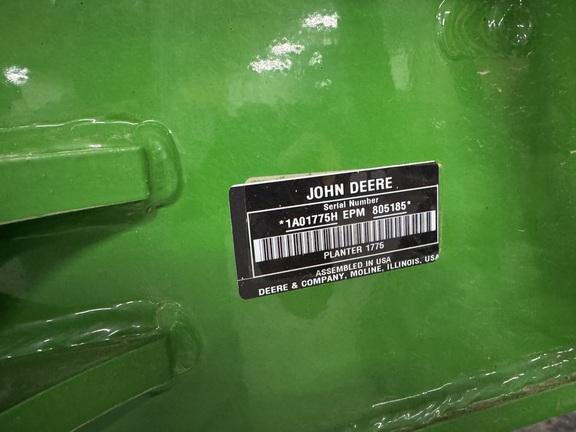 JOHN DEERE
Serial Number
*1A01775H EPM 805185*
PLANTER 1775
ASSEMBLED IN USA
DEERE & COMPANY, MOLINE, ILLINOIS, USA